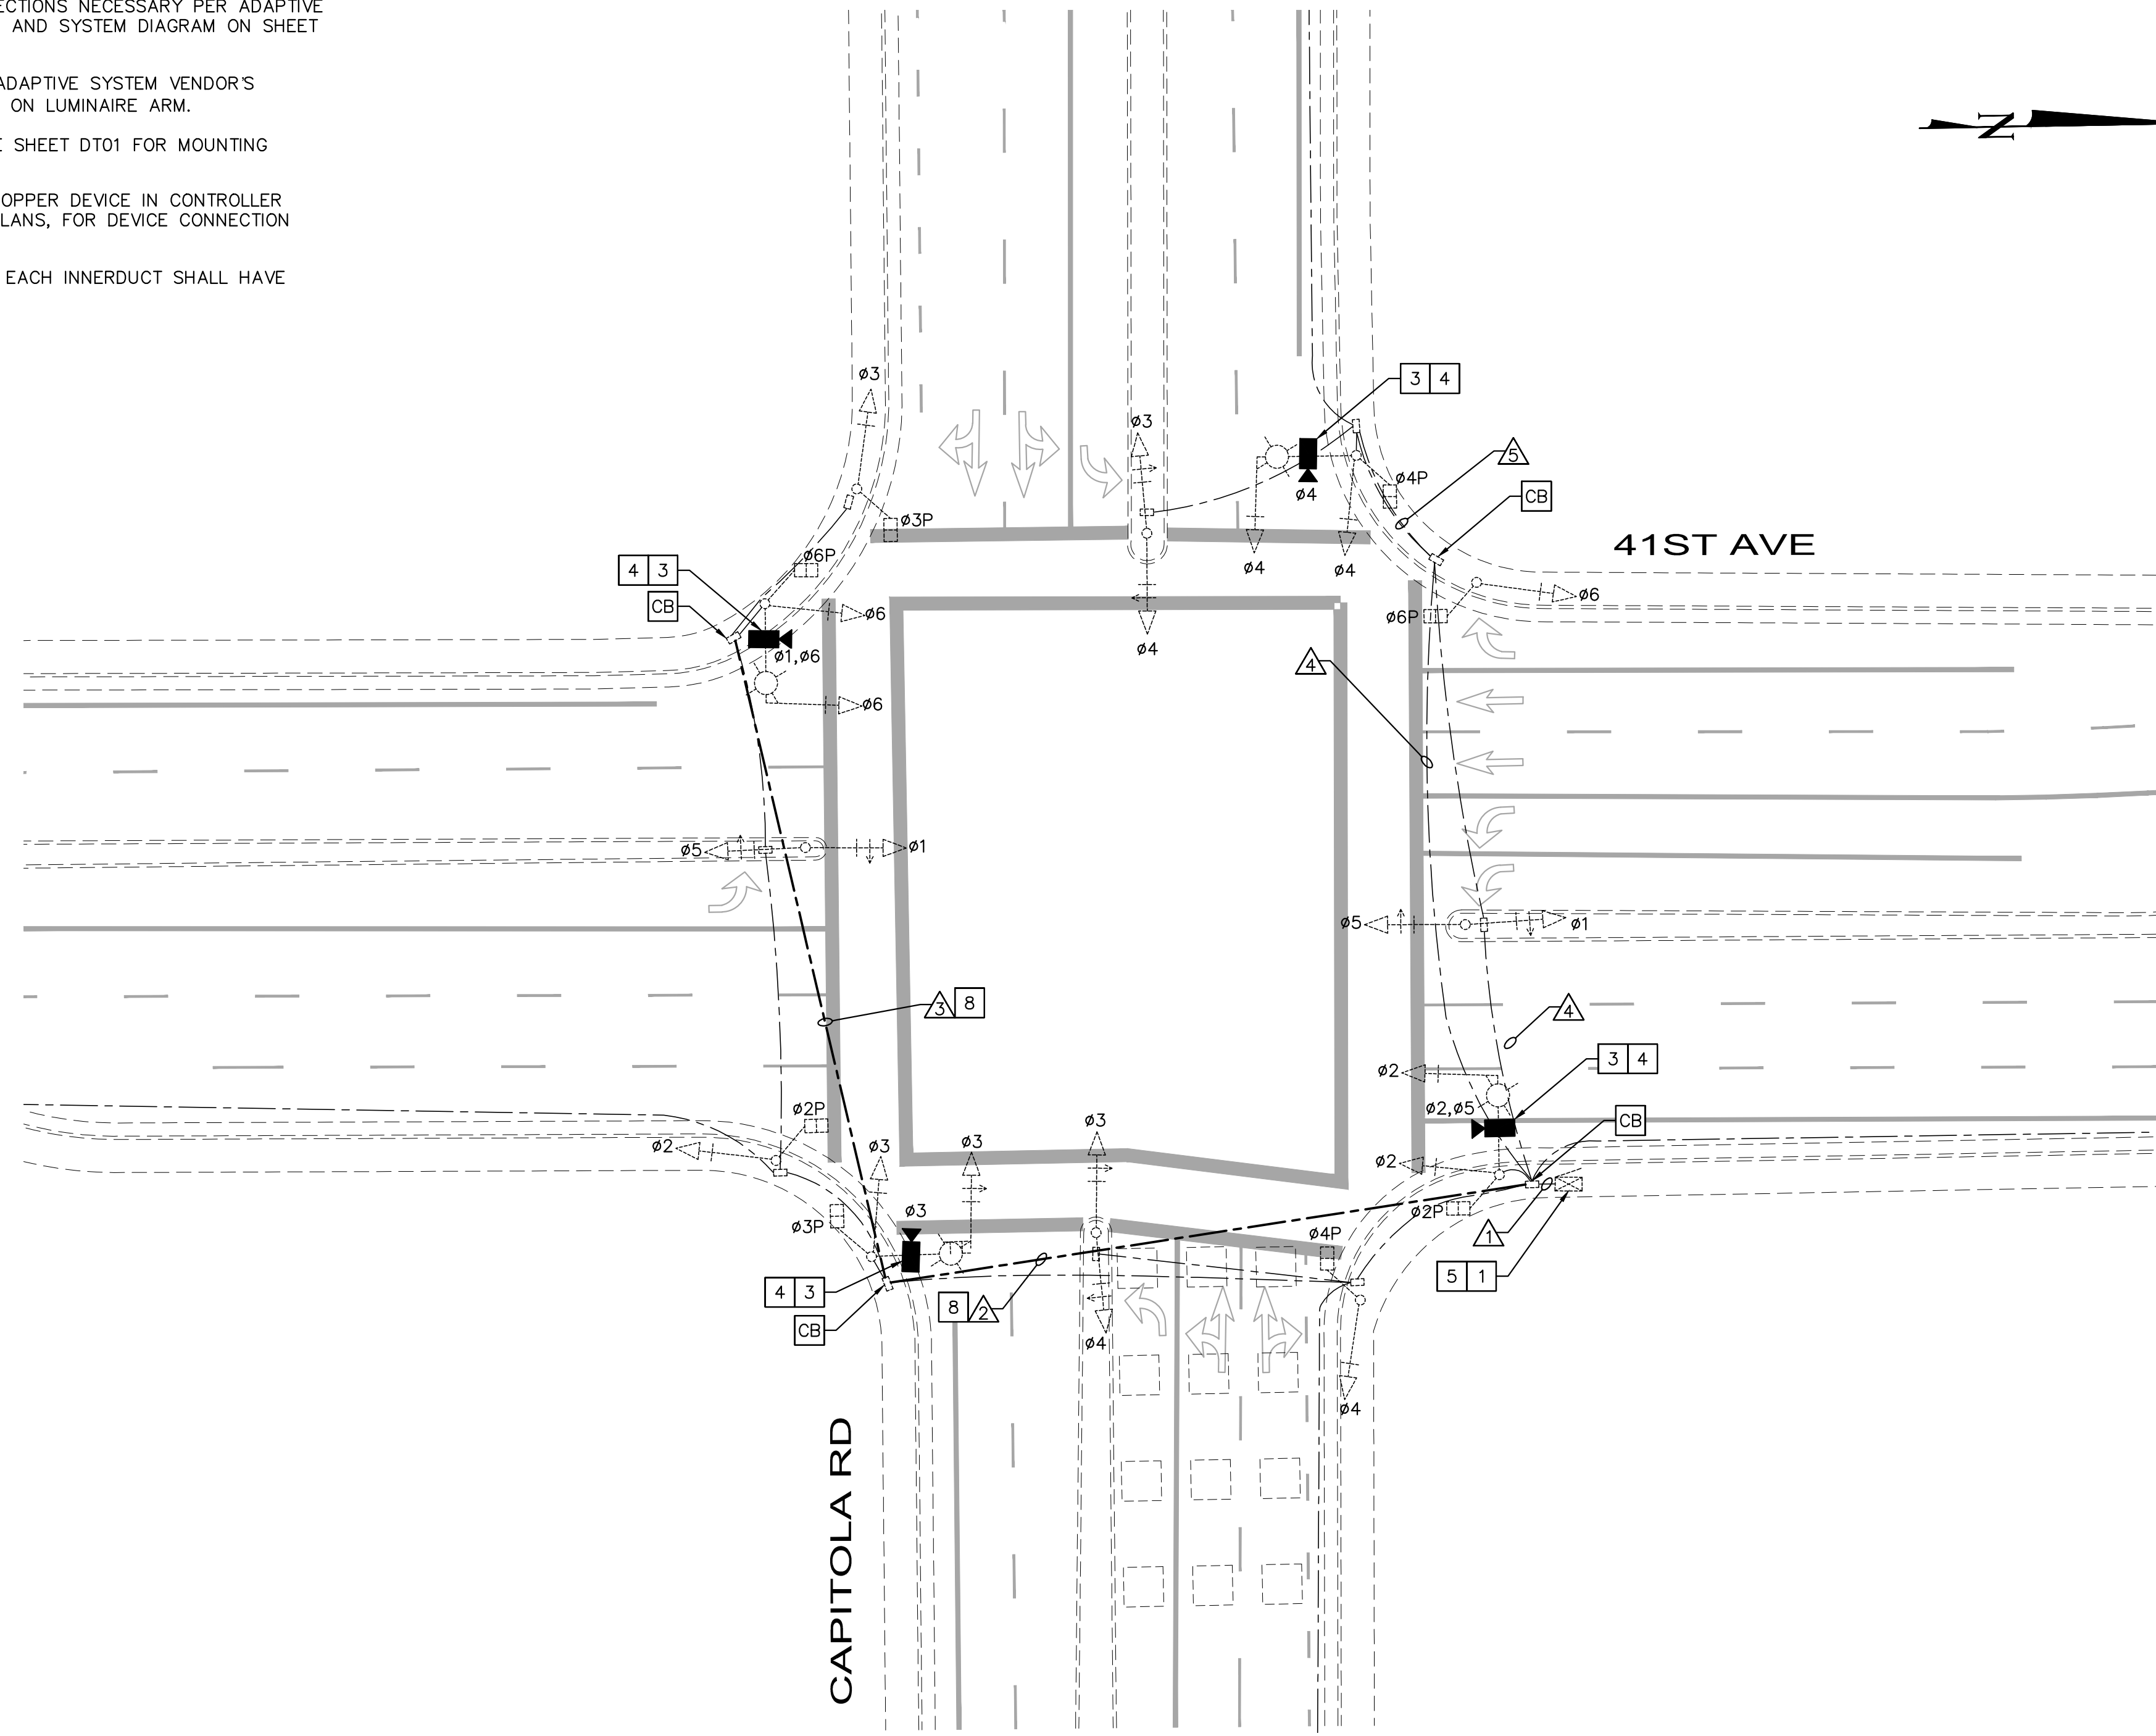 ECTIONS NECESSARY PER ADAPTIVE
AND SYSTEM DIAGRAM ON SHEET
ADAPTIVE SYSTEM VENDOR'S
ON LUMINAIRE ARM.
E SHEET DT01 FOR MOUNTING
OPPER DEVICE IN CONTROLLER
LANS, FOR DEVICE CONNECTION
EACH INNERDUCT SHALL HAVE
N
ø3
3 4
ø3
5
ø4P
ø4
CB
ø3P
41ST AVE
ø6P
ø4
ø4
4 3
CB
ø6
ø6
ø6P
ø4
ø1,ø6
4
ø6
ø5
ø1
ø5
ø1
3 8
4
3 4
ø2
ø2P
ø2,ø5
CB
ø3
ø3
ø3
ø2
ø2
ø3P
ø3
ø2P
ø4P
1
5 1
4 3
8 2
CB
ø4
ø4
CAPITOLA RD